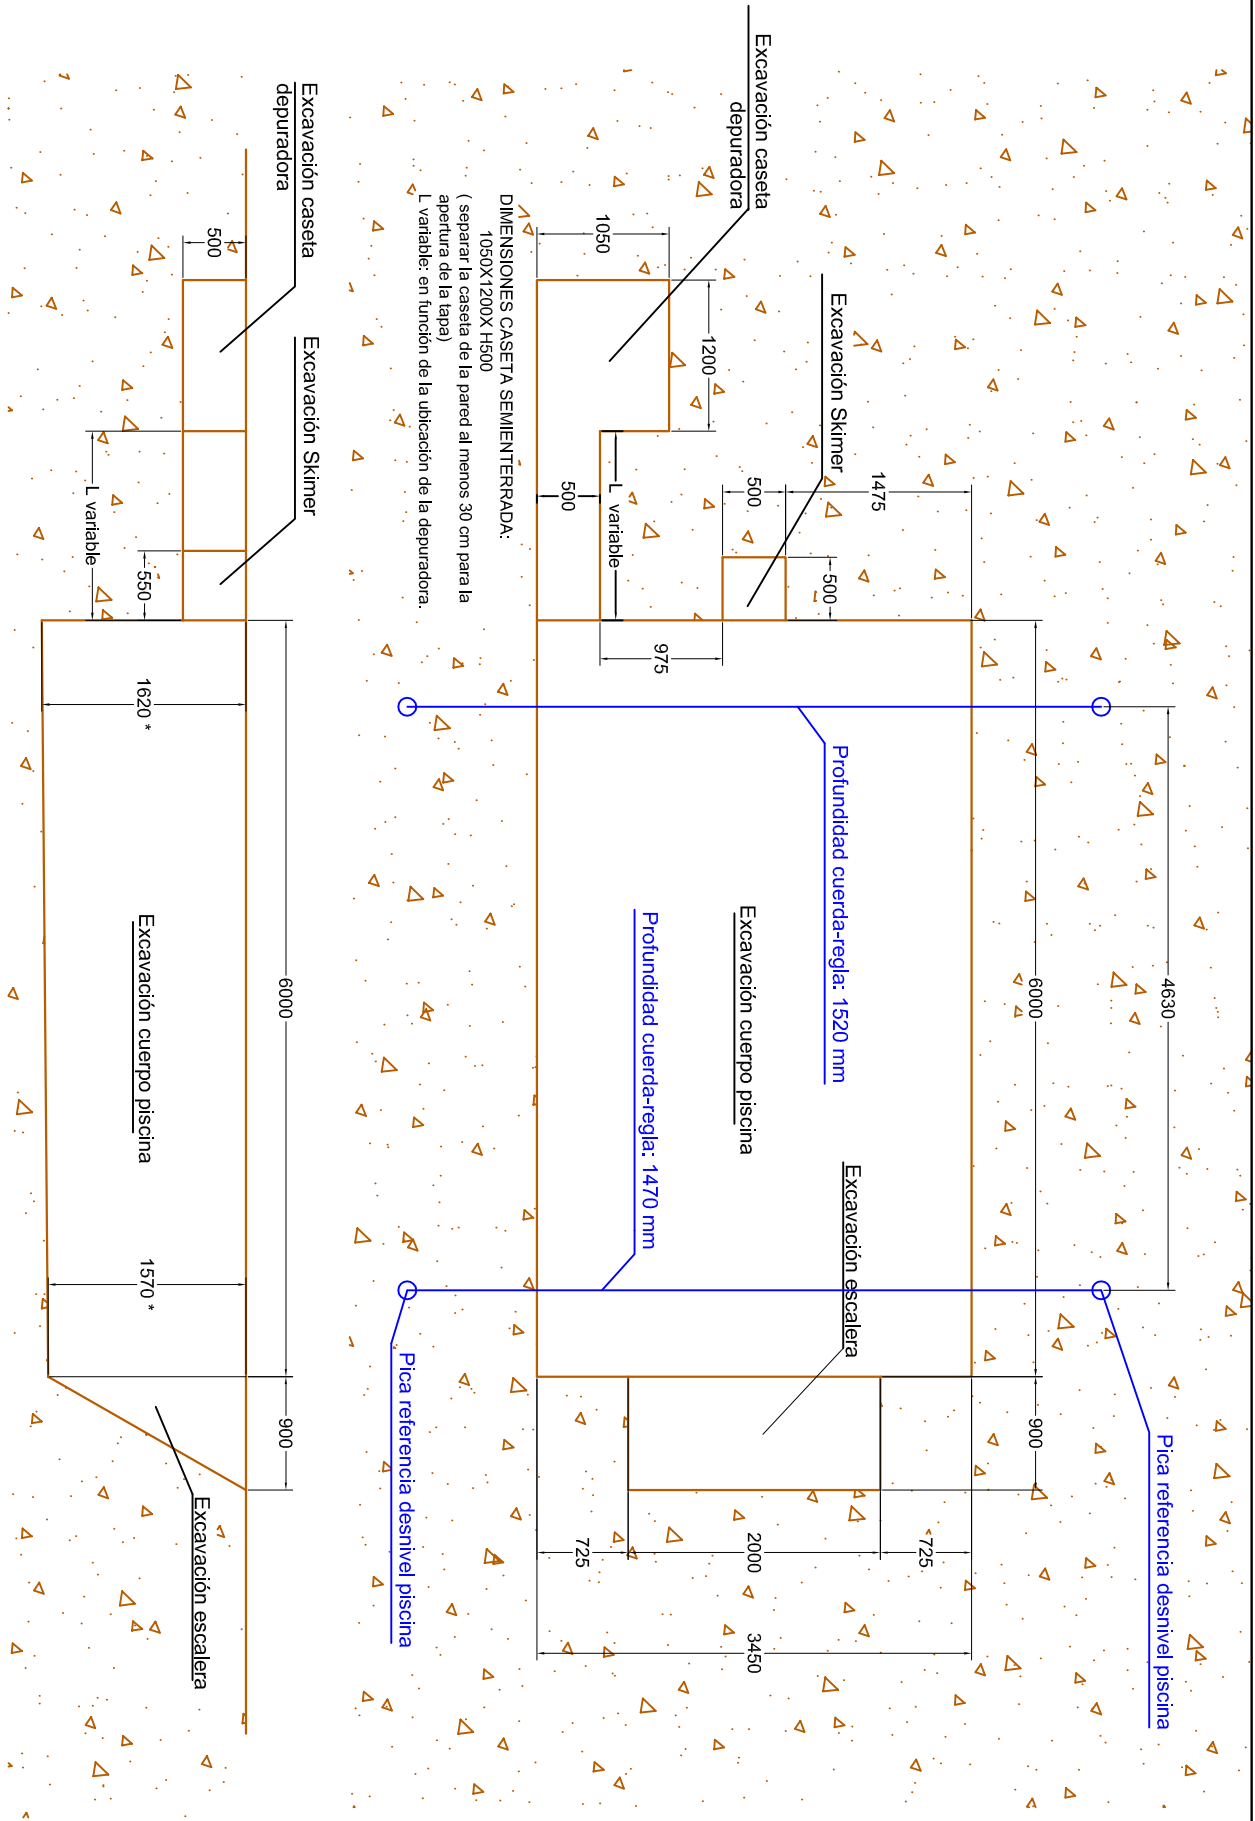 Pica referencia desnivel piscina
4630
6000
900
Profundidad cuerda-regla: 1520 mm
Excavación Skimer
1475
500
500
Excavación escalera
Excavación caseta
depuradora
1200
1050
L variable
500
975
Excavación cuerpo piscina
Profundidad cuerda-regla: 1470 mm
725
2000
725
3450
DIMENSIONES CASETA SEMIENTERRADA:
1050X1200X H500
( separar la caseta de la pared al menos 30 cm para la
apertura de la tapa)
L variable: en función de la ubicación de la depuradora.
Pica referencia desnivel piscina
Excavación caseta
depuradora
Excavación Skimer
6000
900
500
L variable
550
1620 *
Excavación cuerpo piscina
1570 *
Excavación escalera